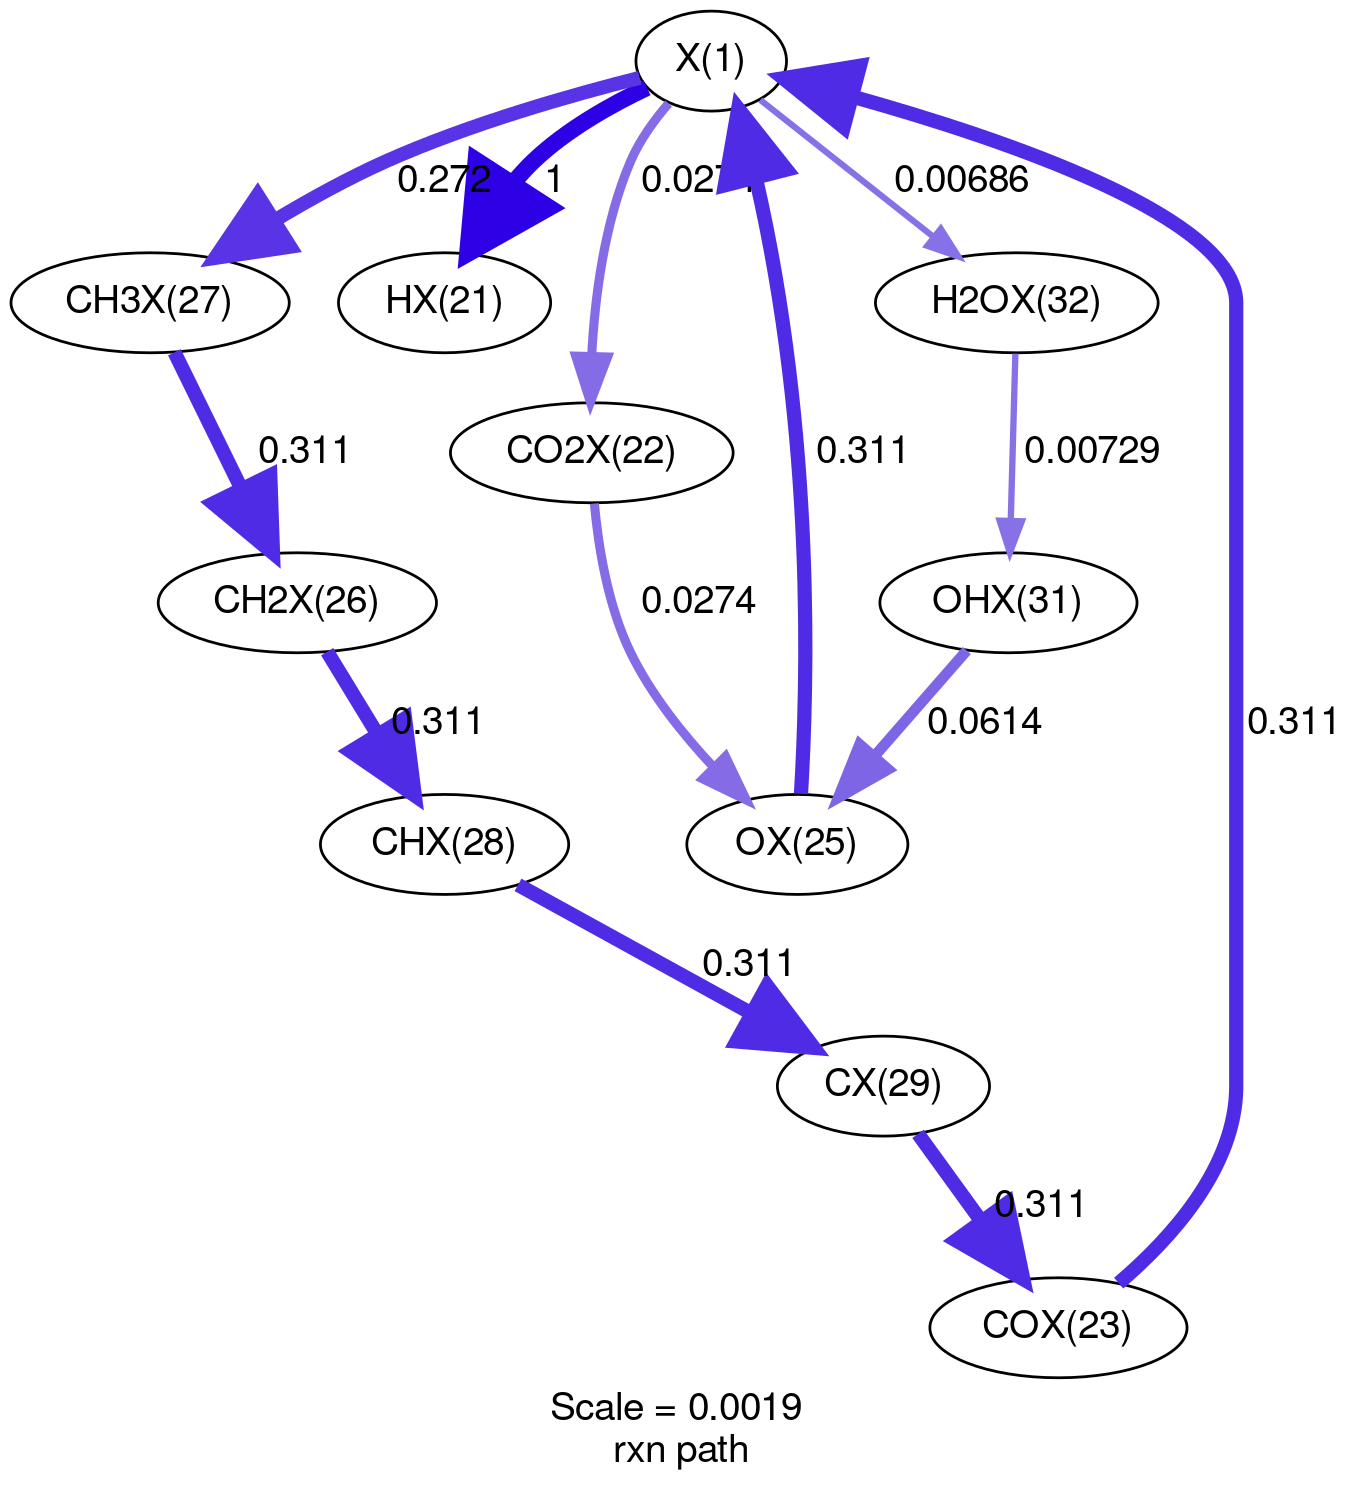 X(1)
0.272
1
0.00686
CH3X(27)
HX(21)
H2OX(32)
0.311
CO2X(22)
0.311
0.00729
CH2X(26)
0.0274
OHX(31)
0.311
0.0614
0.311
CHX(28)
OX(25)
0.311
CX(29)
0.311
COX(23)
Scale = 0.0019
rxn path